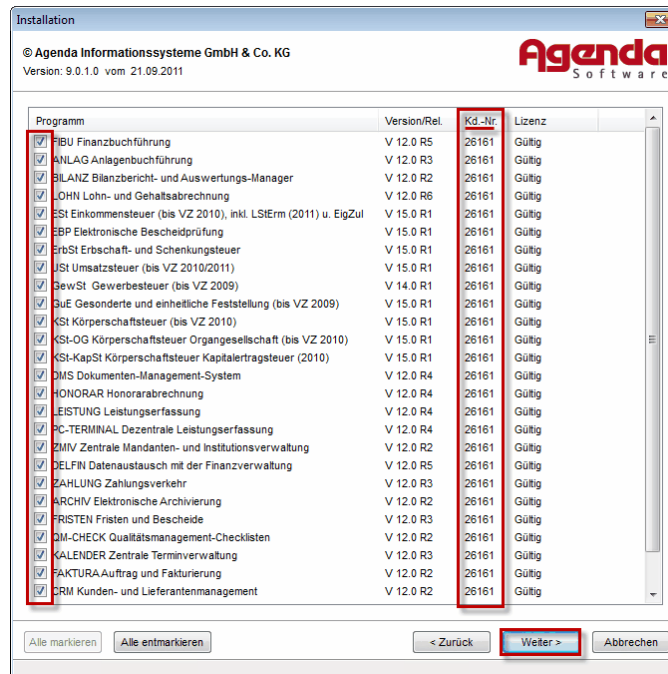 Installation
© Agenda Informationssysteme GmbH & Co. KG
Version: 9.0.1.0 vom 21.09.2011
Agenda
Software
Programm Version/Rel. Kd.-Nr. Lizenz
FIBU Finanzbuchführung V 12.0 R5 26161 Gültig
ANLAG Anlagenbuchführung V 12.0 R3 26161 Gültig
BILANZ Bilanzbericht- und Auswertungs-Manager V 12.0 R2 26161 Gültig
LOHN Lohn- und Gehaltsabrechnung V 12.0 R6 26161 Gültig
ESt Einkommensteuer (bis VZ 2010), inkl. LStErm (2011) u. EigZul V 15.0 R1 26161 Gültig
EBP Elektronische Bescheidprüfung V 15.0 R1 26161 Gültig
ErbSt Erbschaft- und Schenkungsteuer V 15.0 R1 26161 Gültig
USt Umsatzsteuer (bis VZ 2010/2011) V 15.0 R1 26161 Gültig
GewSt Gewerbesteuer (bis VZ 2009) V 14.0 R1 26161 Gültig
GuE Gesonderte und einheitliche Feststellung (bis VZ 2009) V 15.0 R1 26161 Gültig
KSt Körperschaftsteuer (bis VZ 2010) V 15.0 R1 26161 Gültig
KSt-OG Körperschaftsteuer Organgesellschaft (bis VZ 2010) V 15.0 R1 26161 Gültig
KSt-KapSt Körperschaftsteuer Kapitalertragsteuer (2010) V 15.0 R1 26161 Gültig
DMS Dokumenten-Management-System V 12.0 R4 26161 Gültig
HONORAR Honorarabrechnung V 12.0 R4 26161 Gültig
LEISTUNG Leistungserfassung V 12.0 R4 26161 Gültig
PC-TERMINAL Dezentrale Leistungserfassung V 12.0 R4 26161 Gültig
ZMIV Zentrale Mandanten- und Institutionsverwaltung V 12.0 R2 26161 Gültig
DELFIN Datenaustausch mit der Finanzverwaltung V 12.0 R5 26161 Gültig
ZAHLUNG Zahlungsverkehr V 12.0 R3 26161 Gültig
ARCHIV Elektronische Archivierung V 12.0 R2 26161 Gültig
FRISTEN Fristen und Bescheide V 12.0 R3 26161 Gültig
QM-CHECK Qualitätsmanagement-Checklisten V 12.0 R2 26161 Gültig
KALENDER Zentrale Terminverwaltung V 12.0 R3 26161 Gültig
FAKTURA Auftrag und Fakturierung V 12.0 R2 26161 Gültig
CRM Kunden- und Lieferantenmanagement V 12.0 R2 26161 Gültig
Alle markieren Alle entmarkieren < Zurück Weiter > Abbrechen